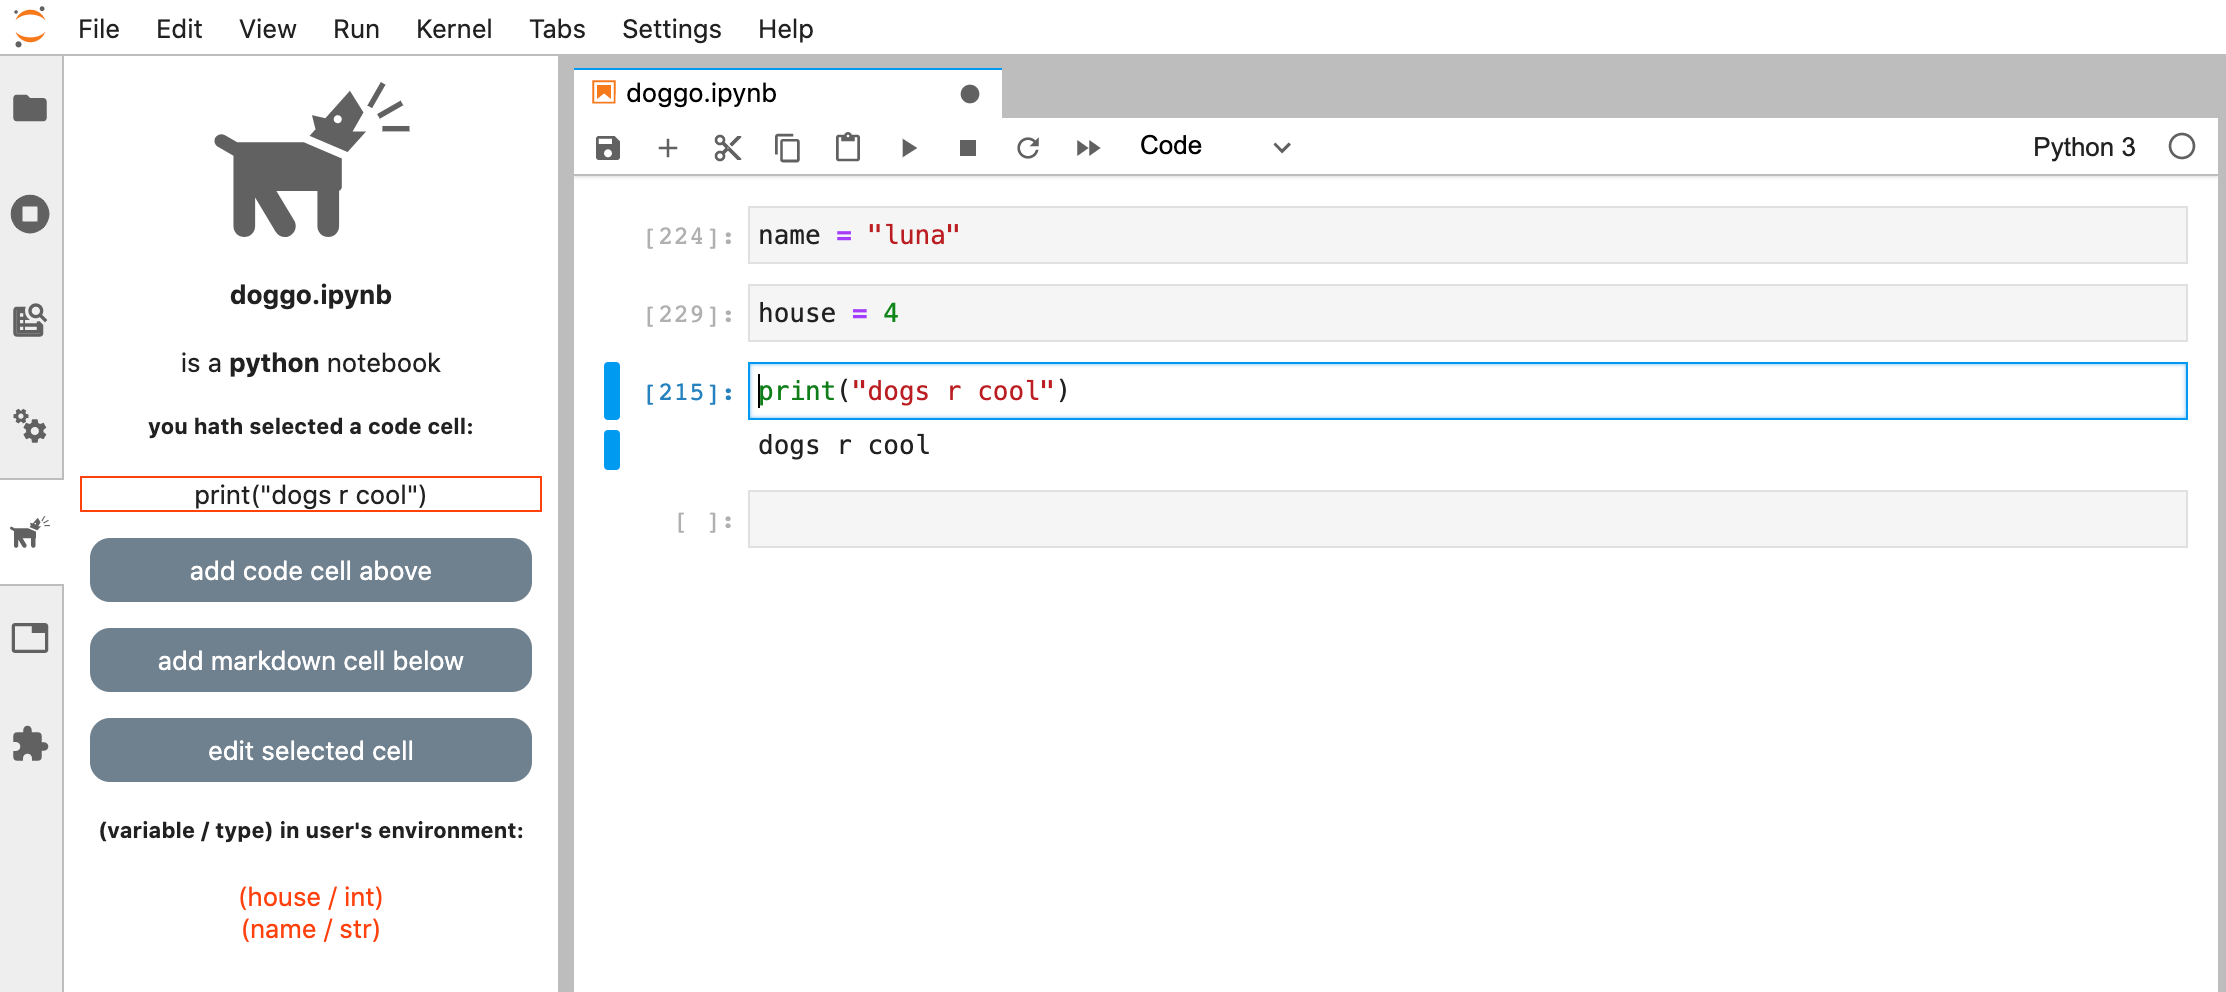 File Edit View Run Kernel Tabs Settings Help
doggo.ipynb
is a python notebook
you hath selected a code cell:
print("dogs r cool")
add code cell above
add markdown cell below
edit selected cell
(variable / type) in user's environment:
(house / int)
(name / str)
doggo.ipynb
Code
Python 3
[224]: name = "luna"
[229]: house = 4
[215]: print("dogs r cool")
dogs r cool
[ ]: